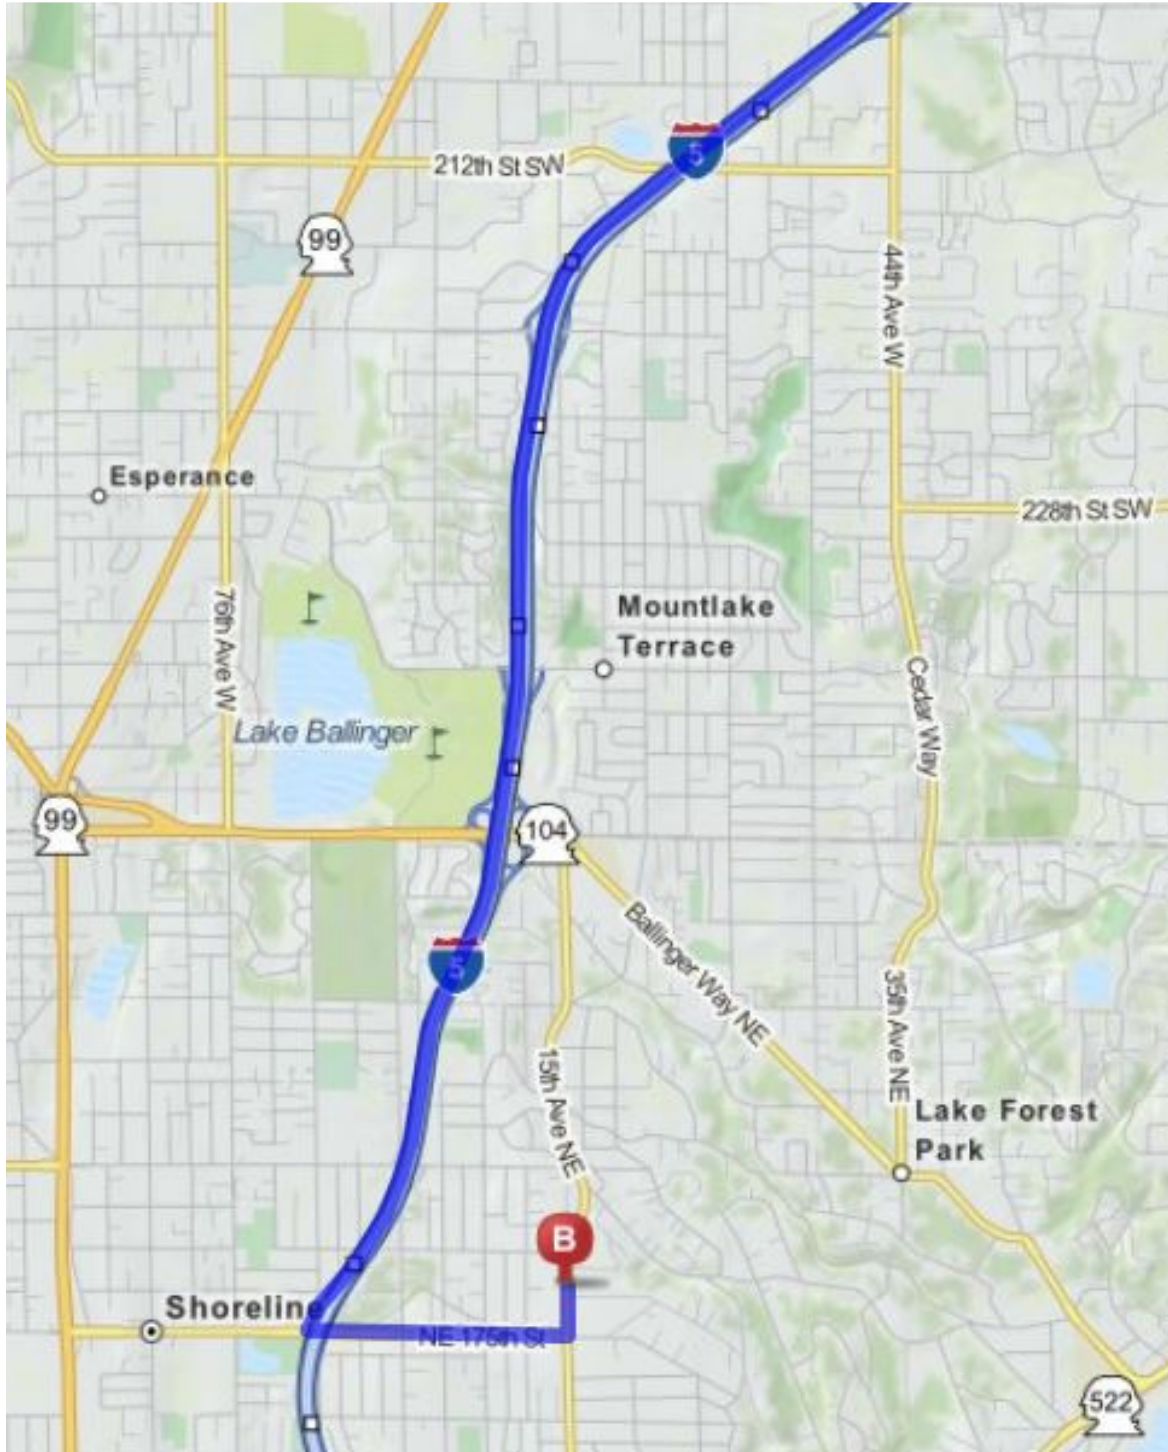 212th St SW
5
99
44th Ave W
Esperance
228th St SW
76th Ave W
Mountlake
Terrace
Cedar Way
Lake Ballinger
99
104
Ballinger Way NE
5
35th Ave NE
15th Ave NE
Lake Forest
Park
B
Shoreline
NE 175th St
522